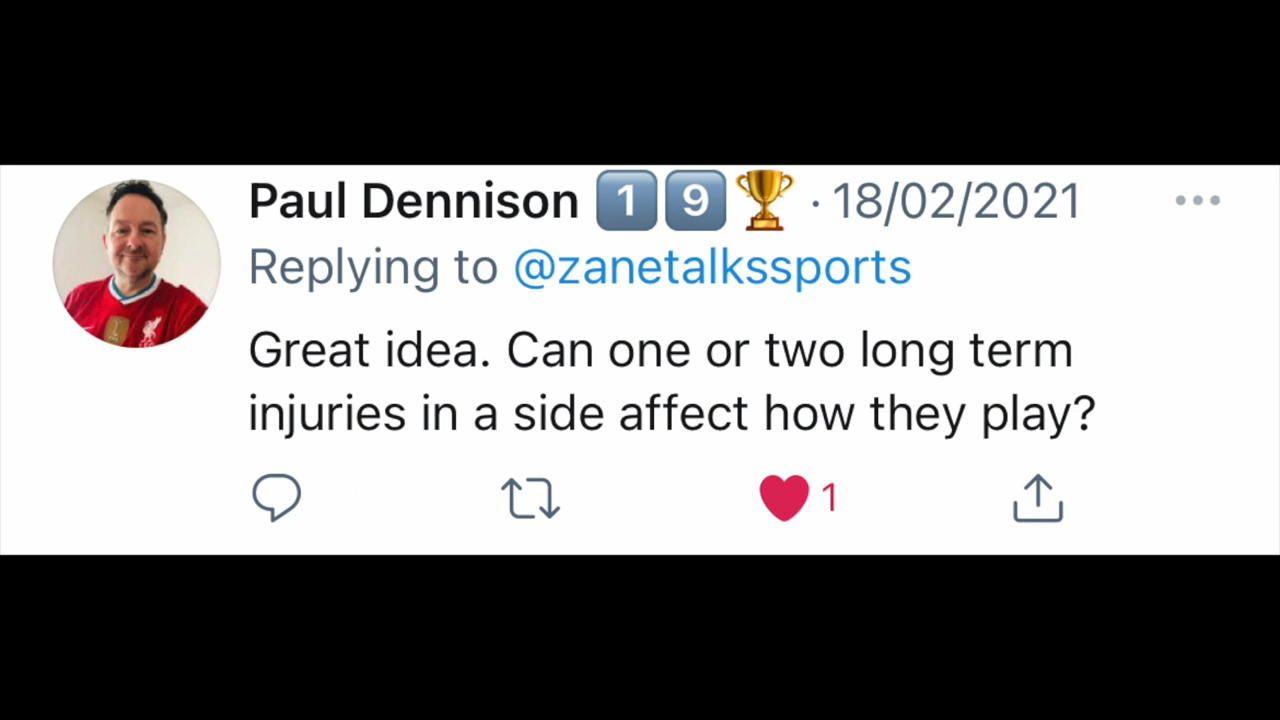 Paul Dennison 1️⃣9️⃣🏆 · 18/02/2021
Replying to @zanetalkssports
Great idea. Can one or two long term
injuries in a side affect how they play?
1